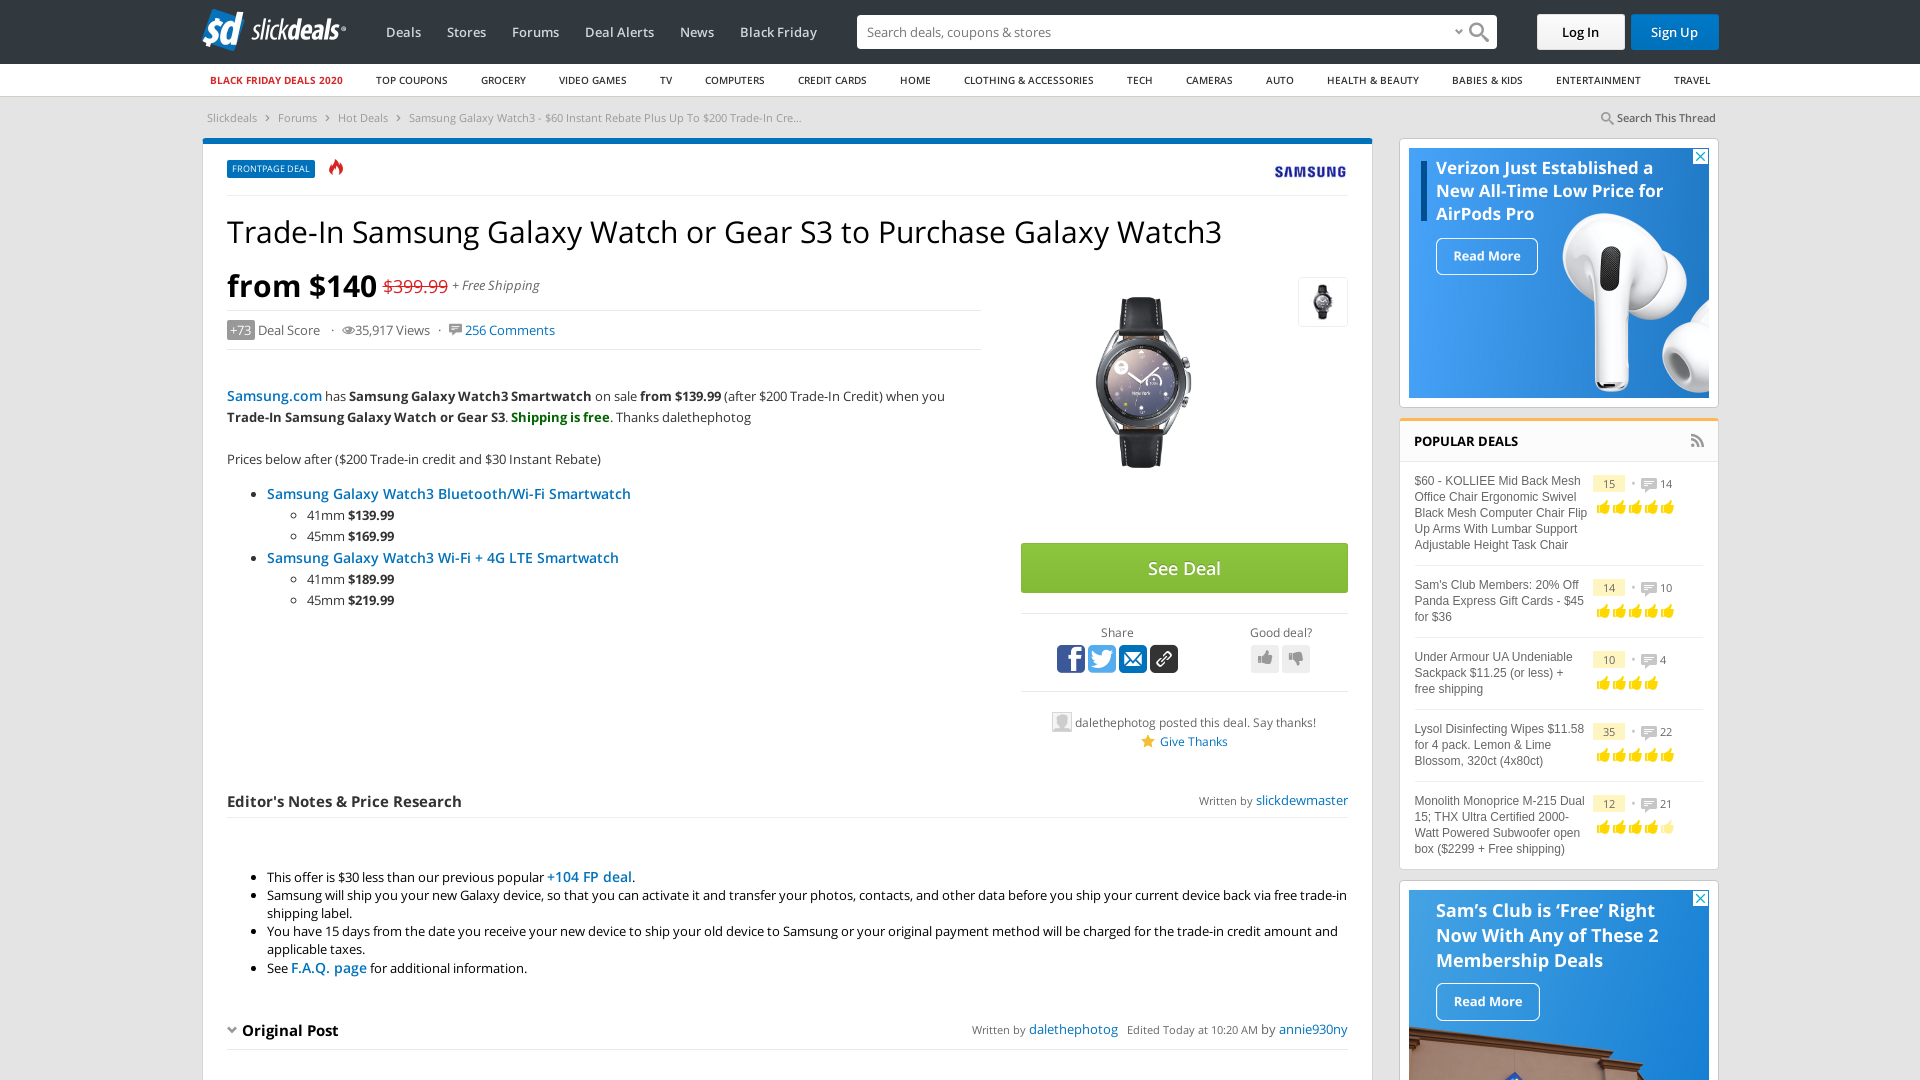 sd slickdeals
Deals Stores Forums Deal Alerts News Black Friday
Search deals, coupons & stores
Log In Sign Up
BLACK FRIDAY DEALS 2020 TOP COUPONS GROCERY VIDEO GAMES TV COMPUTERS CREDIT CARDS HOME CLOTHING & ACCESSORIES TECH CAMERAS AUTO HEALTH & BEAUTY BABIES & KIDS ENTERTAINMENT TRAVEL
Slickdeals > Forums > Hot Deals > Samsung Galaxy Watch3 - $60 Instant Rebate Plus Up To $200 Trade-In Cre...
Search This Thread
FRONTPAGE DEAL
SAMSUNG
Trade-In Samsung Galaxy Watch or Gear S3 to Purchase Galaxy Watch3
from $140 $399.99 + Free Shipping
+73 Deal Score · 35,917 Views · 256 Comments
Samsung.com has Samsung Galaxy Watch3 Smartwatch on sale from $139.99 (after $200 Trade-In Credit) when you
Trade-In Samsung Galaxy Watch or Gear S3. Shipping is free. Thanks dalethephotog
Prices below after ($200 Trade-in credit and $30 Instant Rebate)
Samsung Galaxy Watch3 Bluetooth/Wi-Fi Smartwatch
41mm $139.99
45mm $169.99
Samsung Galaxy Watch3 Wi-Fi + 4G LTE Smartwatch
41mm $189.99
45mm $219.99
See Deal
Share
Good deal?
dalethephotog posted this deal. Say thanks!
Give Thanks
Editor's Notes & Price Research
Written by slickdewmaster
This offer is $30 less than our previous popular +104 FP deal.
Samsung will ship you your new Galaxy device, so that you can activate it and transfer your photos, contacts, and other data before you ship your current device back via free trade-in
shipping label.
You have 15 days from the date you receive your new device to ship your old device to Samsung or your original payment method will be charged for the trade-in credit amount and
applicable taxes.
See F.A.Q. page for additional information.
Original Post
Written by dalethephotog Edited Today at 10:20 AM by annie930ny
Verizon Just Established a
New All-Time Low Price for
AirPods Pro
Read More
POPULAR DEALS
$60 - KOLLIEE Mid Back Mesh
Office Chair Ergonomic Swivel
Black Mesh Computer Chair Flip
Up Arms With Lumbar Support
Adjustable Height Task Chair
15 • 14
Sam's Club Members: 20% Off
Panda Express Gift Cards - $45
for $36
14 • 10
Under Armour UA Undeniable
Sackpack $11.25 (or less) +
free shipping
10 • 4
Lysol Disinfecting Wipes $11.58
for 4 pack. Lemon & Lime
Blossom, 320ct (4x80ct)
35 • 22
Monolith Monoprice M-215 Dual
15; THX Ultra Certified 2000-
Watt Powered Subwoofer open
box ($2299 + Free shipping)
12 • 21
Sam's Club is ‘Free’ Right
Now With Any of These 2
Membership Deals
Read More